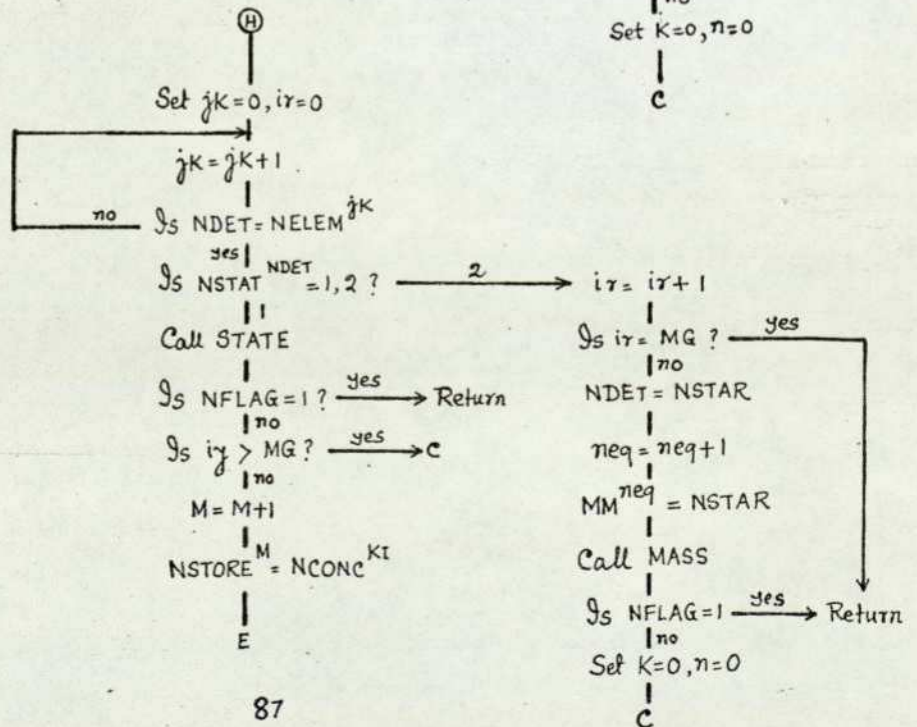 no
Set K=0, n=0
C
H
Set jK=0, ir=0
jK=jK+1
no
Is NDET=NELEM^jK
yes
Is NSTAT^NDET = 1,2 ?
2
1
Call STATE
Is NFLAG=1 ?
yes
Return
no
Is iy > MG ?
yes
C
no
M=M+1
NSTORE^M = NCONC^KI
E
ir = ir+1
Is ir = MG ?
yes
no
NDET = NSTAR
neq = neq+1
MM^neq = NSTAR
Call MASS
Is NFLAG=1
yes
Return
no
Set K=0, n=0
C
87